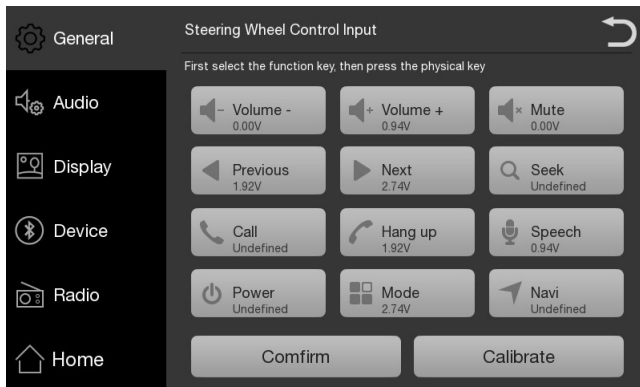 General
Steering Wheel Control Input
First select the function key, then press the physical key
Audio
Display
Device
Radio
Home
Volume -
0.00V
Volume +
0.94V
Mute
0.00V
Previous
1.92V
Next
2.74V
Seek
Undefined
Call
Undefined
Hang up
1.92V
Speech
0.94V
Power
Undefined
Mode
2.74V
Navi
Undefined
Comfirm
Calibrate